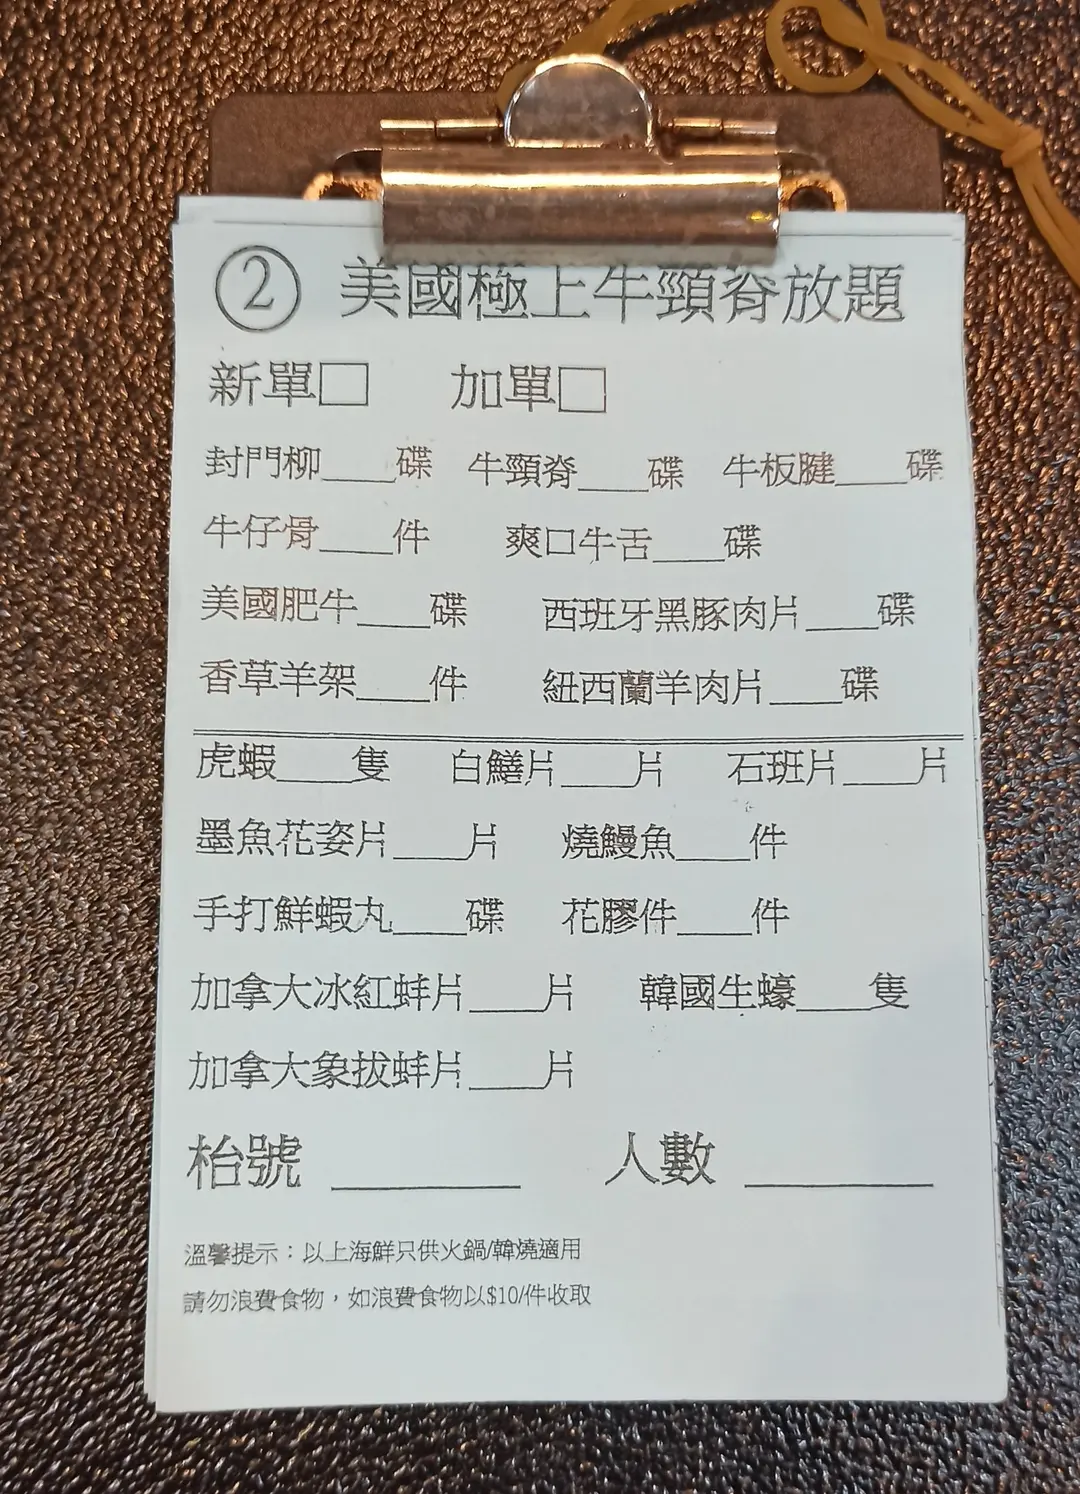 ② 美國極上牛頸脊放題
新單□ 加單□
封門柳____碟 牛頸脊____碟 牛板腱____碟
牛仔骨____件 爽口牛舌____碟
美國肥牛____碟 西班牙黑豚肉片____碟
香草羊架____件 紐西蘭羊肉片____碟
虎蝦____隻 白鱔片____片 石班片____片
墨魚花姿片____片 燒鰻魚____件
手打鮮蝦丸____碟 花膠件____件
加拿大冰紅蚌片____片 韓國生蠔____隻
加拿大象拔蚌片____片
枱號 ______ 人數 ______
溫馨提示：以上海鮮只供火鍋/韓燒適用
請勿浪費食物，如浪費食物以$10/件收取